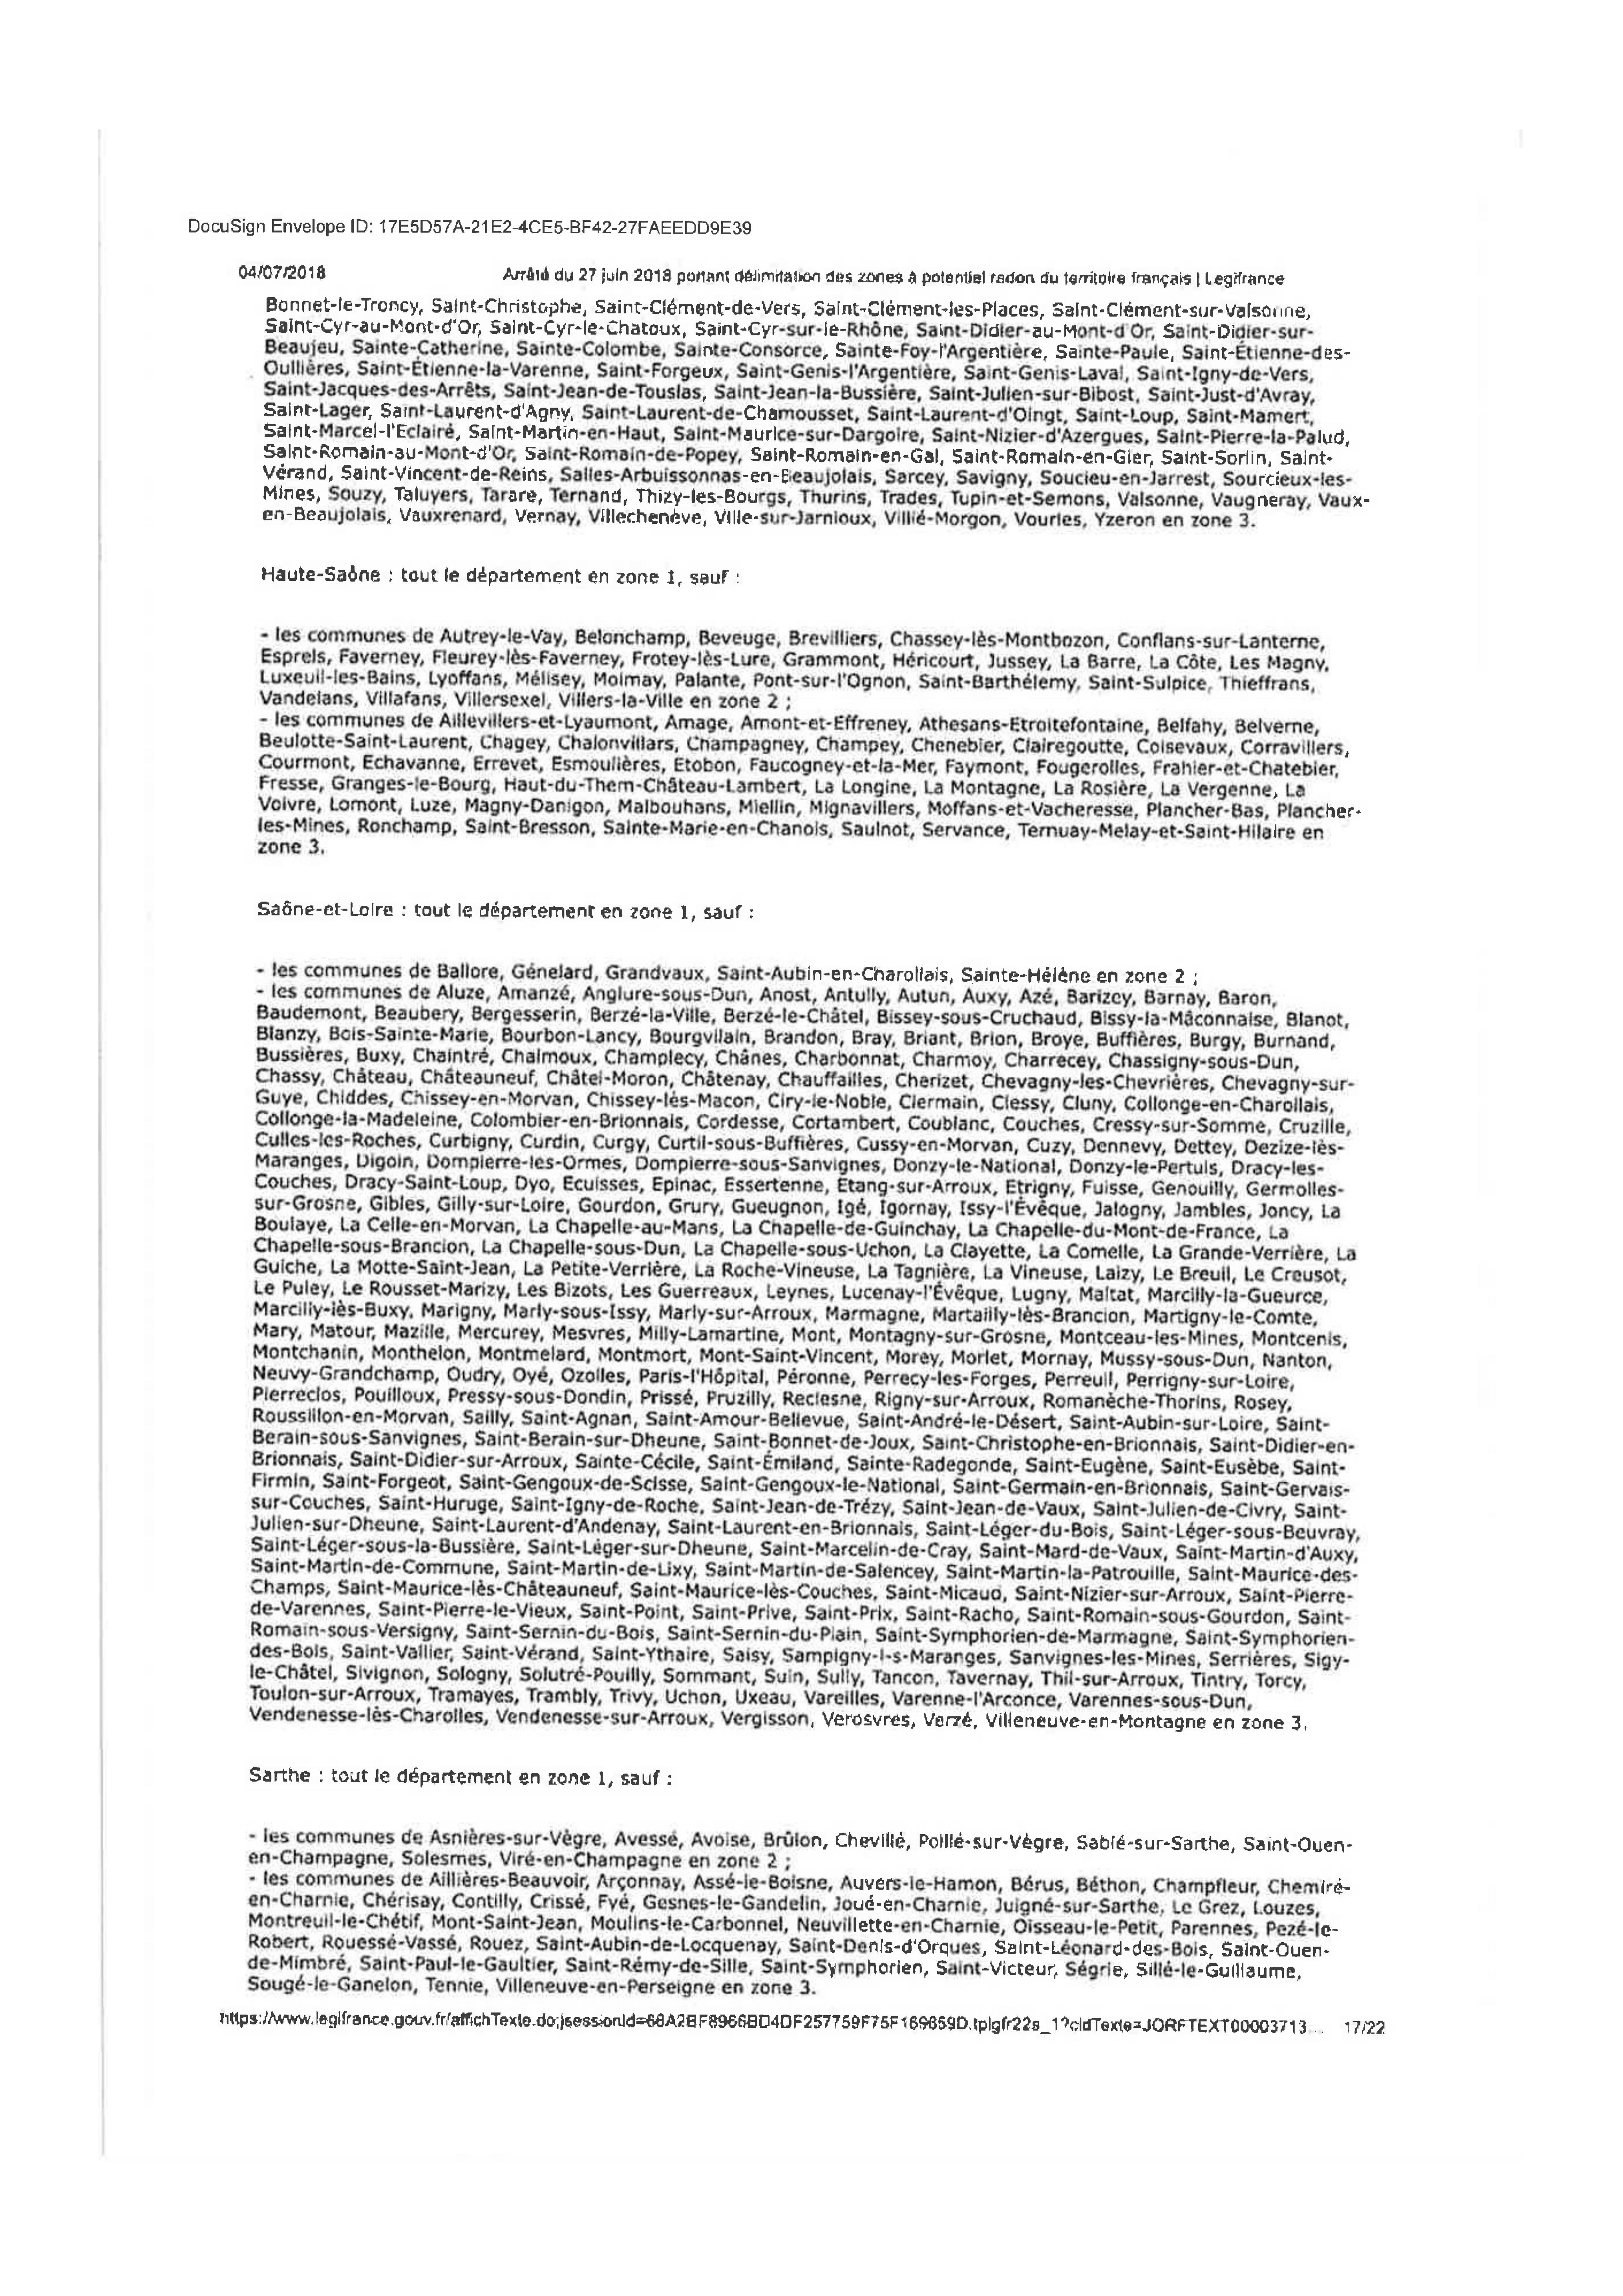 DocuSign Envelope ID: 17E5D57A-21E2-4CE5-BF42-27FAEEDD9E39
04/07/2018 Arrêté du 27 juin 2018 portant délimitation des zones à potentiel radon du territoire français | Legifrance
Bonnet-le-Troncy, Saint-Christophe, Saint-Clément-de-Vers, Saint-Clément-les-Places, Saint-Clément-sur-Valsonne,
Saint-Cyr-au-Mont-d'Or, Saint-Cyr-le-Chatoux, Saint-Cyr-sur-le-Rhône, Saint-Didier-au-Mont-d'Or, Saint-Didier-sur-
Beaujeu, Sainte-Catherine, Sainte-Colombe, Sainte-Consorce, Sainte-Foy-l'Argentière, Sainte-Paule, Saint-Étienne-des-
Oullières, Saint-Étienne-la-Varenne, Saint-Forgeux, Saint-Genis-l'Argentière, Saint-Genis-Laval, Saint-Igny-de-Vers,
Saint-Jacques-des-Arrêts, Saint-Jean-de-Touslas, Saint-Jean-la-Bussière, Saint-Julien-sur-Bibost, Saint-Just-d'Avray,
Saint-Lager, Saint-Laurent-d'Agny, Saint-Laurent-de-Chamousset, Saint-Laurent-d'Oingt, Saint-Loup, Saint-Mamert,
Saint-Marcel-l'Eclairé, Saint-Martin-en-Haut, Saint-Maurice-sur-Dargoire, Saint-Nizier-d'Azergues, Saint-Pierre-la-Palud,
Saint-Romain-au-Mont-d'Or, Saint-Romain-de-Popey, Saint-Romain-en-Gal, Saint-Romain-en-Gier, Saint-Sorlin, Saint-
Vérand, Saint-Vincent-de-Reins, Salles-Arbuissonnas-en-Beaujolais, Sarcey, Savigny, Soucieu-en-Jarrest, Sourcieux-les-
Mines, Souzy, Taluyers, Tarare, Ternand, Thizy-les-Bourgs, Thurins, Trades, Tupin-et-Semons, Valsonne, Vaugneray, Vaux-
en-Beaujolais, Vauxrenard, Vernay, Villechenève, Ville-sur-Jarnioux, Villié-Morgon, Vourles, Yzeron en zone 3.
Haute-Saône : tout le département en zone 1, sauf :
- les communes de Autrey-le-Vay, Belonchamp, Beveuge, Brevilliers, Chassey-lès-Montbozon, Conflans-sur-Lanterne,
Esprels, Faverney, Fleurey-lès-Faverney, Frotey-lès-Lure, Grammont, Héricourt, Jussey, La Barre, La Côte, Les Magny,
Luxeuil-les-Bains, Lyoffans, Mélisey, Moimay, Palante, Pont-sur-l'Ognon, Saint-Barthélemy, Saint-Sulpice, Thieffrans,
Vandelans, Villafans, Villersexel, Villers-la-Ville en zone 2 ;
- les communes de Aillevillers-et-Lyaumont, Amage, Amont-et-Effreney, Athesans-Etroitefontaine, Belfahy, Belverne,
Beulotte-Saint-Laurent, Chagey, Chalonvillars, Champagney, Champey, Chenebier, Clairegoutte, Coisevaux, Corravillers,
Courmont, Echavanne, Errevet, Esmoulières, Etobon, Faucogney-et-la-Mer, Faymont, Fougerolles, Frahier-et-Chatebier,
Fresse, Granges-le-Bourg, Haut-du-Them-Château-Lambert, La Longine, La Montagne, La Rosière, La Vergenne, La
Voivre, Lomont, Luze, Magny-Danigon, Malbouhans, Miellin, Mignavillers, Moffans-et-Vacheresse, Plancher-Bas, Plancher-
les-Mines, Ronchamp, Saint-Bresson, Sainte-Marie-en-Chanois, Saulnot, Servance, Ternuay-Melay-et-Saint-Hilaire en
zone 3.
Saône-et-Loire : tout le département en zone 1, sauf :
- les communes de Ballore, Génelard, Grandvaux, Saint-Aubin-en-Charollais, Sainte-Hélène en zone 2 ;
- les communes de Aluze, Amanzé, Anglure-sous-Dun, Anost, Antully, Autun, Auxy, Azé, Barizey, Barnay, Baron,
Baudemont, Beaubery, Bergesserin, Berzé-la-Ville, Berzé-le-Châtel, Bissey-sous-Cruchaud, Bissy-la-Mâconnaise, Blanot,
Blanzy, Bois-Sainte-Marie, Bourbon-Lancy, Bourgvilain, Brandon, Bray, Briant, Brion, Broye, Buffières, Burgy, Burnand,
Bussières, Buxy, Chaintré, Chalmoux, Champlecy, Chânes, Charbonnat, Charmoy, Charrecey, Chassigny-sous-Dun,
Chassy, Château, Châteauneuf, Châtel-Moron, Châtenay, Chauffailles, Cherizet, Chevagny-les-Chevrières, Chevagny-sur-
Guye, Chiddes, Chissey-en-Morvan, Chissey-lès-Macon, Ciry-le-Noble, Clermain, Clessy, Cluny, Collonge-en-Charollais,
Collonge-la-Madeleine, Colombier-en-Brionnais, Cordesse, Cortambert, Coublanc, Couches, Cressy-sur-Somme, Cruzille,
Culles-les-Roches, Curbigny, Curdin, Curgy, Curtil-sous-Buffières, Cussy-en-Morvan, Cuzy, Dennevy, Dettey, Dezize-lès-
Maranges, Digoin, Dompierre-les-Ormes, Dompierre-sous-Sanvignes, Donzy-le-National, Donzy-le-Pertuis, Dracy-les-
Couches, Dracy-Saint-Loup, Dyo, Ecuisses, Epinac, Essertenne, Etang-sur-Arroux, Etrigny, Fuisse, Genouilly, Germolles-
sur-Grosne, Gibles, Gilly-sur-Loire, Gourdon, Grury, Gueugnon, Igé, Igornay, Issy-l'Évêque, Jalogny, Jambles, Joncy, La
Boulaye, La Celle-en-Morvan, La Chapelle-au-Mans, La Chapelle-de-Guinchay, La Chapelle-du-Mont-de-France, La
Chapelle-sous-Brancion, La Chapelle-sous-Dun, La Chapelle-sous-Uchon, La Clayette, La Comelle, La Grande-Verrière, La
Guiche, La Motte-Saint-Jean, La Petite-Verrière, La Roche-Vineuse, La Tagnière, La Vineuse, Laizy, Le Breuil, Le Creusot,
Le Puley, Le Rousset-Marizy, Les Bizots, Les Guerreaux, Leynes, Lucenay-l'Évêque, Lugny, Maltat, Marcilly-la-Gueurce,
Marcilly-lès-Buxy, Marigny, Marly-sous-Issy, Marly-sur-Arroux, Marmagne, Martailly-lès-Brancion, Martigny-le-Comte,
Mary, Matour, Mazille, Mercurey, Mesvres, Milly-Lamartine, Mont, Montagny-sur-Grosne, Montceau-les-Mines, Montcenis,
Montchanin, Monthelon, Montmelard, Montmort, Mont-Saint-Vincent, Morey, Morlet, Mornay, Mussy-sous-Dun, Nanton,
Neuvy-Grandchamp, Oudry, Oyé, Ozolles, Paris-l'Hôpital, Péronne, Perrecy-les-Forges, Perreuil, Perrigny-sur-Loire,
Pierreclos, Pouilloux, Pressy-sous-Dondin, Prissé, Pruzilly, Reclesne, Rigny-sur-Arroux, Romanèche-Thorins, Rosey,
Roussillon-en-Morvan, Sailly, Saint-Agnan, Saint-Amour-Bellevue, Saint-André-le-Désert, Saint-Aubin-sur-Loire, Saint-
Berain-sous-Sanvignes, Saint-Berain-sur-Dheune, Saint-Bonnet-de-Joux, Saint-Christophe-en-Brionnais, Saint-Didier-en-
Brionnais, Saint-Didier-sur-Arroux, Sainte-Cécile, Saint-Émiland, Sainte-Radegonde, Saint-Eugène, Saint-Eusèbe, Saint-
Firmin, Saint-Forgeot, Saint-Gengoux-de-Scisse, Saint-Gengoux-le-National, Saint-Germain-en-Brionnais, Saint-Gervais-
sur-Couches, Saint-Huruge, Saint-Igny-de-Roche, Saint-Jean-de-Trézy, Saint-Jean-de-Vaux, Saint-Julien-de-Civry, Saint-
Julien-sur-Dheune, Saint-Laurent-d'Andenay, Saint-Laurent-en-Brionnais, Saint-Léger-du-Bois, Saint-Léger-sous-Beuvray,
Saint-Léger-sous-la-Bussière, Saint-Léger-sur-Dheune, Saint-Marcelin-de-Cray, Saint-Mard-de-Vaux, Saint-Martin-d'Auxy,
Saint-Martin-de-Commune, Saint-Martin-de-Lixy, Saint-Martin-de-Salencey, Saint-Martin-la-Patrouille, Saint-Maurice-des-
Champs, Saint-Maurice-lès-Châteauneuf, Saint-Maurice-lès-Couches, Saint-Micaud, Saint-Nizier-sur-Arroux, Saint-Pierre-
de-Varennes, Saint-Pierre-le-Vieux, Saint-Point, Saint-Prive, Saint-Prix, Saint-Racho, Saint-Romain-sous-Gourdon, Saint-
Romain-sous-Versigny, Saint-Sernin-du-Bois, Saint-Sernin-du-Plain, Saint-Symphorien-de-Marmagne, Saint-Symphorien-
des-Bois, Saint-Vallier, Saint-Vérand, Saint-Ythaire, Saisy, Sampigny-l-s-Maranges, Sanvignes-les-Mines, Serrières, Sigy-
le-Châtel, Sivignon, Sologny, Solutré-Pouilly, Sommant, Suin, Sully, Tancon, Tavernay, Thil-sur-Arroux, Tintry, Torcy,
Toulon-sur-Arroux, Tramayes, Trambly, Trivy, Uchon, Uxeau, Vareilles, Varenne-l'Arconce, Varennes-sous-Dun,
Vendenesse-lès-Charolles, Vendenesse-sur-Arroux, Vergisson, Verosvres, Verzé, Villeneuve-en-Montagne en zone 3.
Sarthe : tout le département en zone 1, sauf :
- les communes de Asnières-sur-Vègre, Avessé, Avoise, Brûlon, Chevillé, Poillé-sur-Vègre, Sablé-sur-Sarthe, Saint-Ouen-
en-Champagne, Solesmes, Viré-en-Champagne en zone 2 ;
- les communes de Aillières-Beauvoir, Arçonnay, Assé-le-Boisne, Auvers-le-Hamon, Bérus, Béthon, Champfleur, Chemiré-
en-Charnie, Chérisay, Contilly, Crissé, Fyé, Gesnes-le-Gandelin, Joué-en-Charnie, Juigné-sur-Sarthe, Le Grez, Louzes,
Montreuil-le-Chétif, Mont-Saint-Jean, Moulins-le-Carbonnel, Neuvillette-en-Charnie, Oisseau-le-Petit, Parennes, Pezé-le-
Robert, Rouessé-Vassé, Rouez, Saint-Aubin-de-Locquenay, Saint-Denis-d'Orques, Saint-Léonard-des-Bois, Saint-Ouen-
de-Mimbré, Saint-Paul-le-Gaultier, Saint-Rémy-de-Sille, Saint-Symphorien, Saint-Victeur, Ségrie, Sillé-le-Guillaume,
Sougé-le-Ganelon, Tennie, Villeneuve-en-Perseigne en zone 3.
https://www.legifrance.gouv.fr/affichTexte.do;jsessionid=68A2BF8966BD4DF257759F75F169859D.tplgfr22s_1?cidTexte=JORFTEXT00003713... 17/22